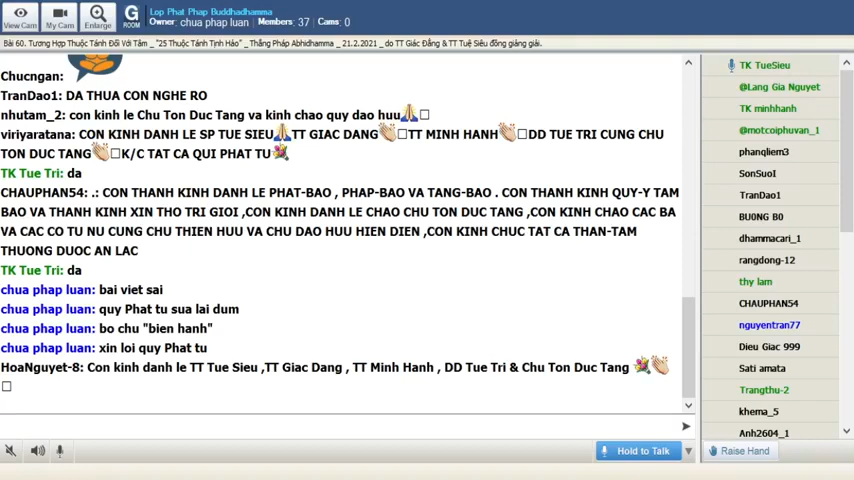 View Cam
My Cam
Enlarge
G
ROOM
Lop Phat Phap Buddhadhamma
Owner: chua phap luan Members: 37 Cams: 0
Bài 60. Tương Hợp Thuộc Tánh Đối Với Tâm _ "25 Thuộc Tánh Tịnh Hảo" _ Thắng Pháp Abhidhamma _ 21.2.2021 _ do TT Giác Đẳng & TT Tuệ Siêu đồng giảng giải.
Chucngan:
TranDao1: DA THUA CON NGHE RO
nhutam_2: con kinh le Chu Ton Duc Tang va kinh chao quy dao huu
viriyaratana: CON KINH DANH LE SP TUE SIEU TT GIAC DANG TT MINH HANH DD TUE TRI CUNG CHU
TON DUC TANG K/C TAT CA QUI PHAT TU
TK Tue Tri: da
CHAUPHAN54: .: CON THANH KINH DANH LE PHAT-BAO , PHAP-BAO VA TANG-BAO . CON THANH KINH QUY-Y TAM
BAO VA THANH KINH XIN THO TRI GIOI ,CON KINH DANH LE CHAO CHU TON DUC TANG ,CON KINH CHAO CAC BA
VA CAC CO TU NU CUNG CHU THIEN HUU VA CHU DAO HUU HIEN DIEN ,CON KINH CHUC TAT CA THAN-TAM
THUONG DUOC AN LAC
TK Tue Tri: da
chua phap luan: bai viet sai
chua phap luan: quy Phat tu sua lai dum
chua phap luan: bo chu "bien hanh"
chua phap luan: xin loi quy Phat tu
HoaNguyet-8: Con kinh danh le TT Tue Sieu ,TT Giac Dang , TT Minh Hanh , DD Tue Tri & Chu Ton Duc Tang
TK TueSieu
@Lang Gia Nguyet
TK minhhanh
@motcoiphuvan_1
phanqliem3
SonSuoI
TranDao1
BU0NG B0
dhammacari_1
rangdong-12
thy lam
CHAUPHAN54
nguyetran77
Dieu Giac 999
Sati amata
Trangthu-2
khema_5
Anh2604_1
Hold to Talk
Raise Hand